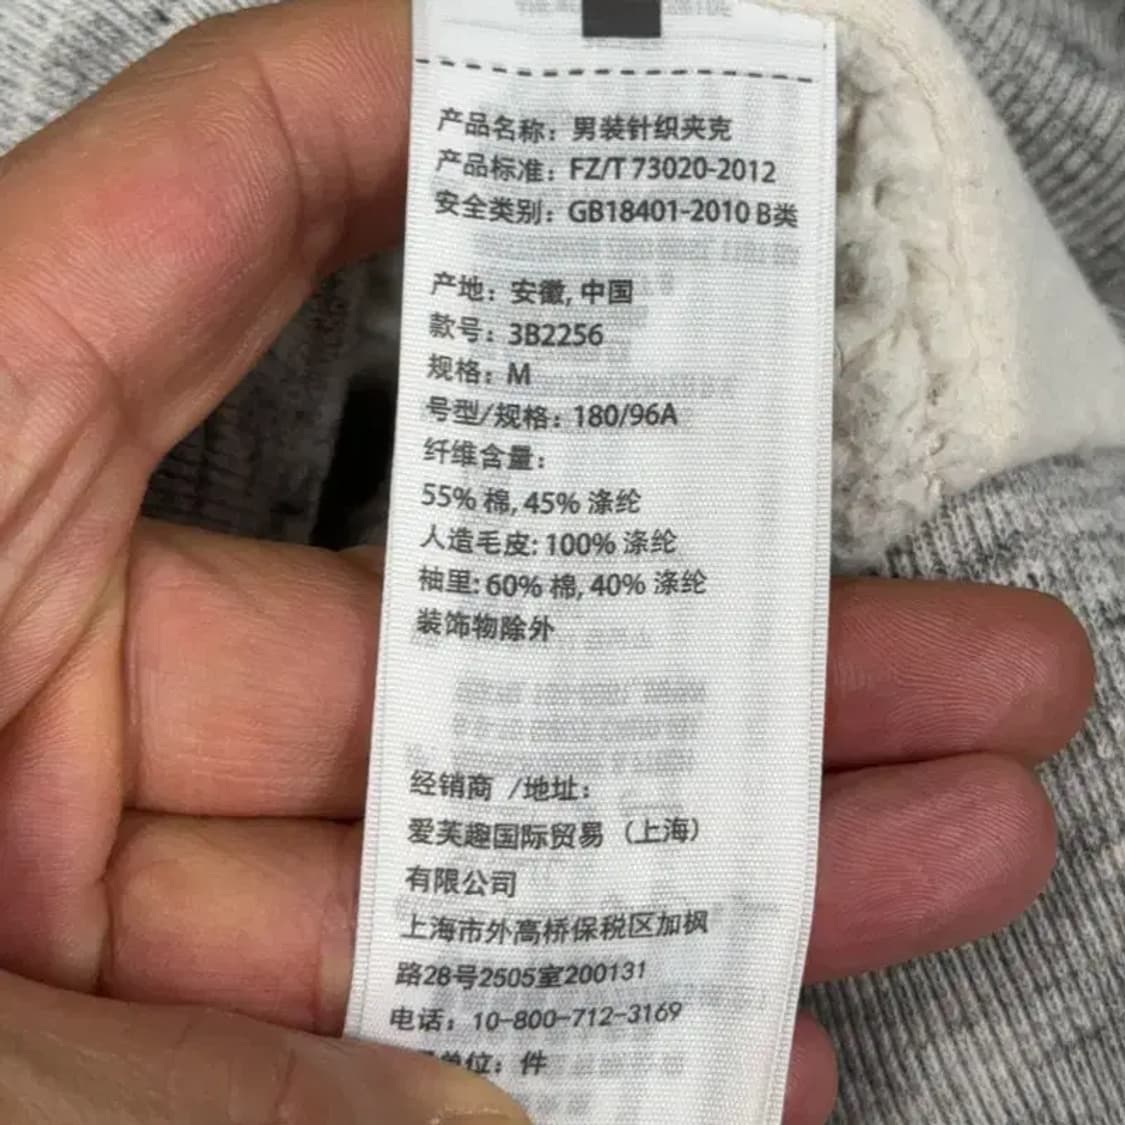 产品名称：男装针织夹克
产品标准：FZ/T 73020-2012
安全类别：GB18401-2010 B类
产地：安徽, 中国
款号：3B2256
规格：M
号型/规格：180/96A
纤维含量：
55% 棉, 45% 涤纶
人造毛皮: 100% 涤纶
袖里: 60% 棉, 40% 涤纶
装饰物除外
经销商 /地址：
爱芙趣国际贸易（上海）
有限公司
上海市外高桥保税区加枫
路28号2505室200131
电话：10-800-712-3169
单位：件